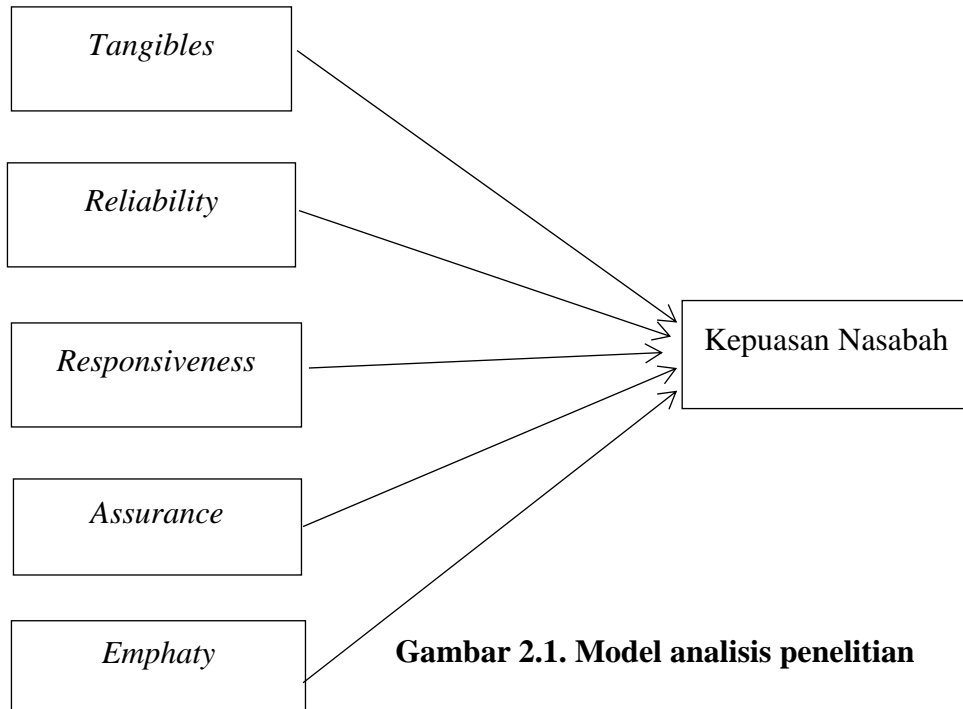 Tangibles
Reliability
Responsiveness
Kepuasan Nasabah
Assurance
Emphaty
Gambar 2.1. Model analisis penelitian